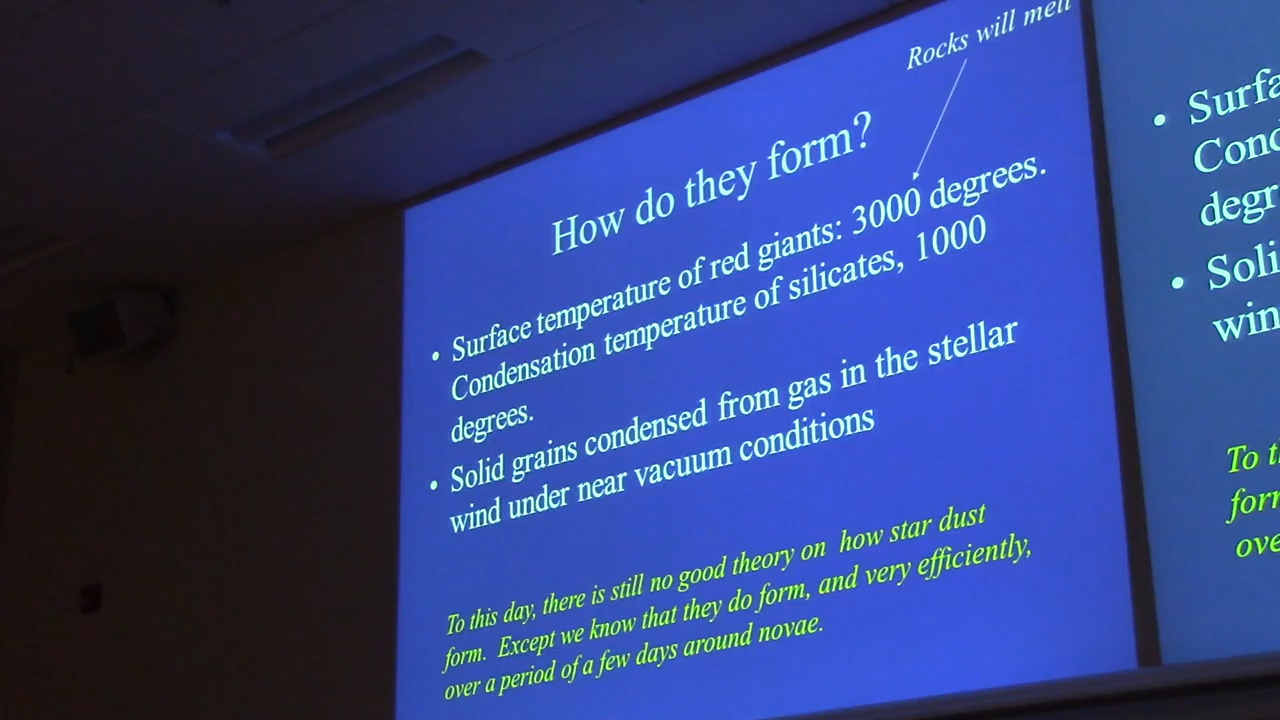 Rocks will melt
How do they form?
• Surface temperature of red giants: 3000 degrees.
Condensation temperature of silicates, 1000
degrees.
• Solid grains condensed from gas in the stellar
wind under near vacuum conditions
To this day, there is still no good theory on how star dust
form. Except we know that they do form, and very efficiently,
over a period of a few days around novae.
• Surfa
Cond
degr
• Soli
win
To t
for
ove